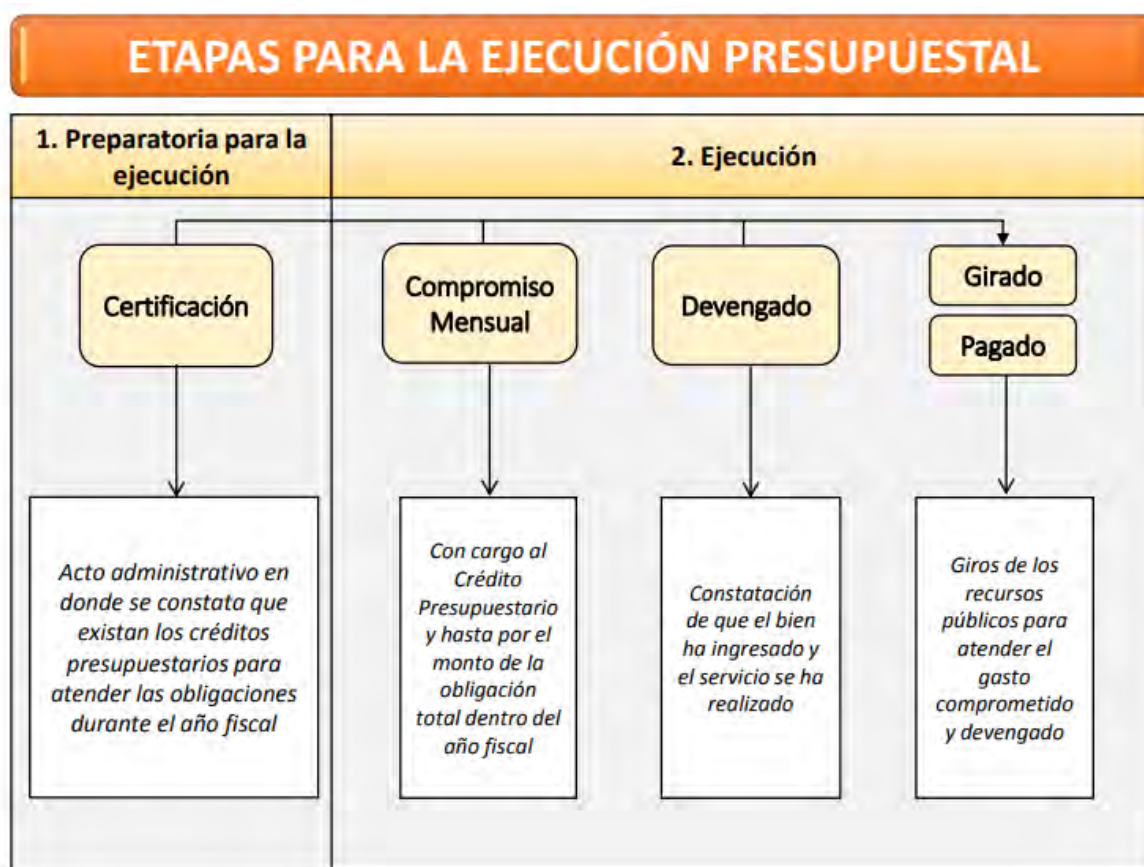 ETAPAS PARA LA EJECUCIÓN PRESUPUESTAL
1. Preparatoria para la
ejecución
2. Ejecución
Certificación
Compromiso
Mensual
Devengado
Girado
Pagado
Acto administrativo en
donde se constata que
existan los créditos
presupuestarios para
atender las obligaciones
durante el año fiscal
Con cargo al
Crédito
Presupuestario
y hasta por el
monto de la
obligación
total dentro del
año fiscal
Constatación
de que el bien
ha ingresado y
el servicio se ha
realizado
Giros de los
recursos
públicos para
atender el
gasto
comprometido
y devengado